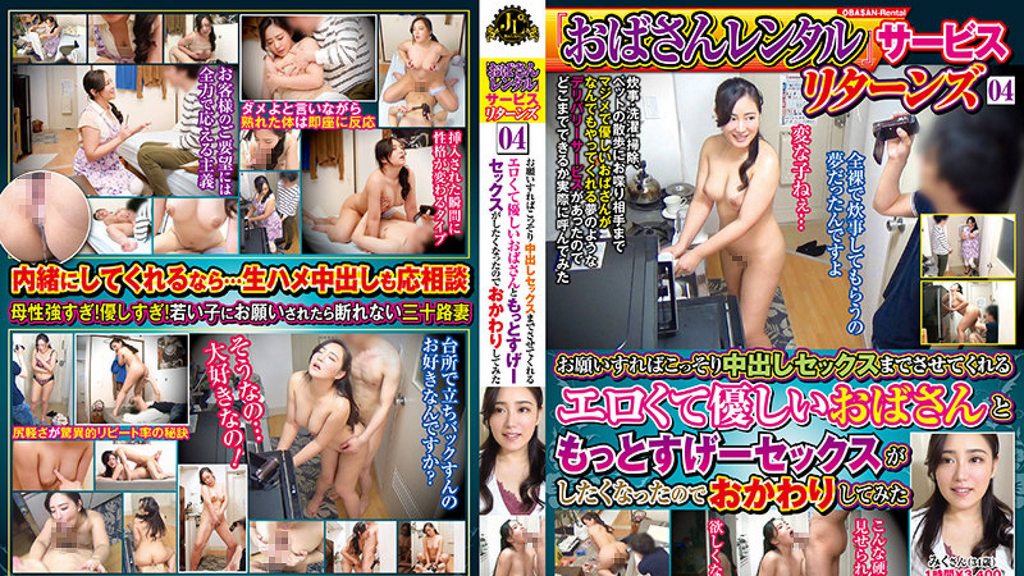 お客様のご要望には
全力で応える主義
ダメよと言いながら
熟れた体は即座に反応
挿入された瞬間に
性格が変わるタイプ
内緒にしてくれるなら…生ハメ中出しも応相談
母性強すぎ!優しすぎ!若い子にお願いされたら断れない三十路妻
尻軽さが驚異的リピート率の秘訣
そうなの…
大好きなの!
台所で立ちバックすんの
お好きなんですか?
おばさん
レンタル
サービス
リターンズ
04
お願いすればこっそり中出しセックスまでさせてくれる
エロくて優しいおばさんともっとすげー
セックスがしたくなったのでおかわりしてみた
OBASAN-Rental
「おばさんレンタル」サービス
リターンズ 04
炊事・洗濯・掃除、
ペットの散歩にお喋り相手まで
マジメで優しいおばさんが
なんでもやってくれる夢のような
デリバリーサービスがあったので
どこまでできるか実際に呼んでみた
変な子ねぇ…
全裸で炊事してもらうの
夢だったんですよ
お願いすればこっそり中出しセックスまでさせてくれる
エロくて優しいおばさんと
もっとすげーセックスが
したくなったのでおかわりしてみた
欲しくな
こんな硬
見せられ
みくさん(34歳)
1時間¥3,400